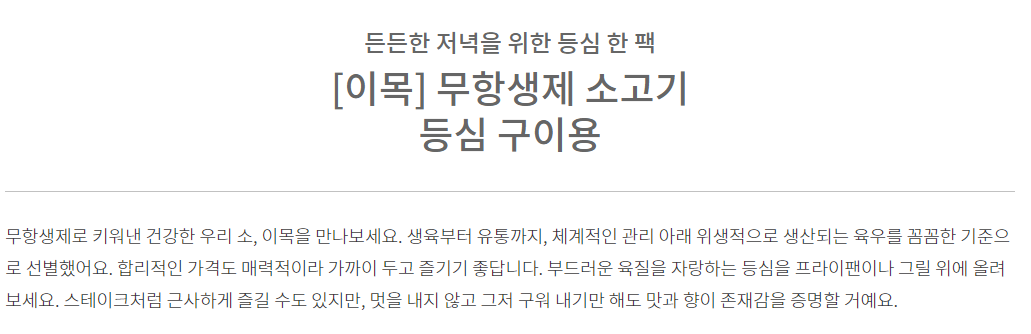 든든한 저녁을 위한 등심 한 팩
[이목] 무항생제 소고기
등심 구이용
무항생제로 키워낸 건강한 우리 소, 이목을 만나보세요. 생육부터 유통까지, 체계적인 관리 아래 위생적으로 생산되는 육우를 꼼꼼한 기준으
로 선별했어요. 합리적인 가격도 매력적이라 가까이 두고 즐기기 좋답니다. 부드러운 육질을 자랑하는 등심을 프라이팬이나 그릴 위에 올려
보세요. 스테이크처럼 근사하게 즐길 수도 있지만, 멋을 내지 않고 그저 구워 내기만 해도 맛과 향이 존재감을 증명할 거예요.